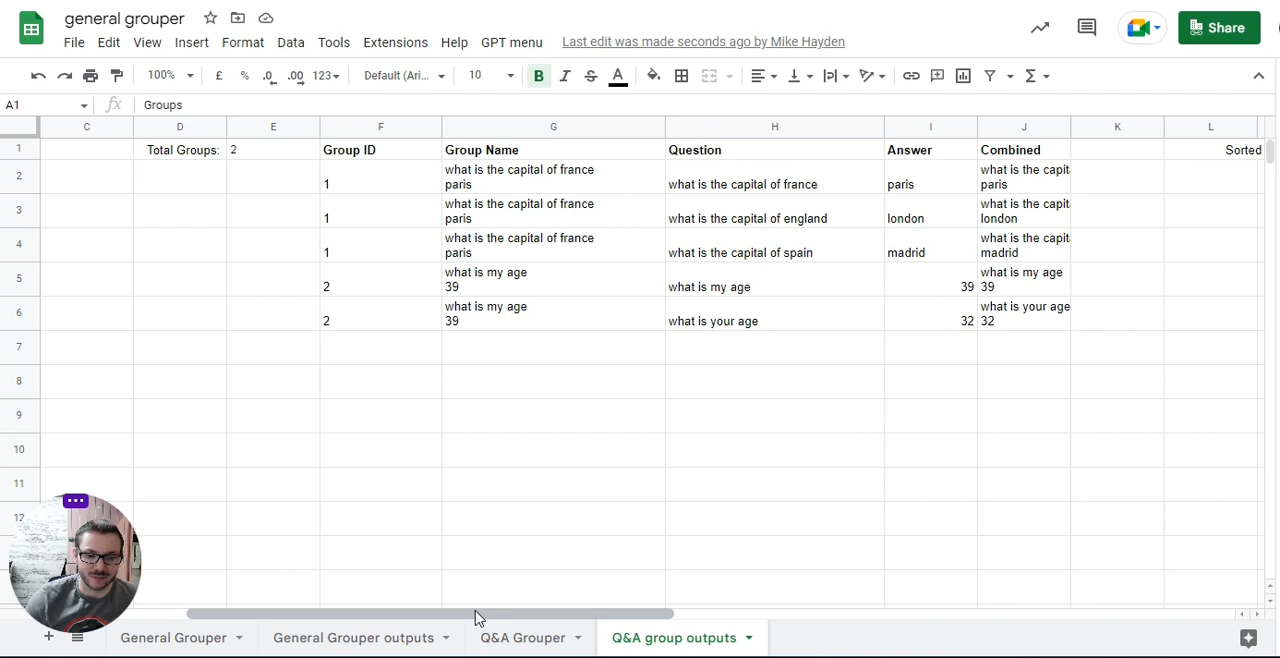 general grouper
File Edit View Insert Format Data Tools Extensions Help GPT menu Last edit was made seconds ago by Mike Hayden
Share
100% £ % .0 .00 123 Default (Ari... 10 B I S A Σ
A1 fx Groups
C D E F G H I J K L
1 Total Groups: 2 Group ID Group Name Question Answer Combined Sorted
2 1 what is the capital of france what is the capital of france paris what is the capit
paris paris
3 1 what is the capital of france what is the capital of england london what is the capit
paris london
4 1 what is the capital of france what is the capital of spain madrid what is the capit
paris madrid
5 2 what is my age what is my age 39 what is my age
39 39
6 2 what is my age what is your age 32 what is your age
39 32
7
8
9
10
11
12
General Grouper General Grouper outputs Q&A Grouper Q&A group outputs